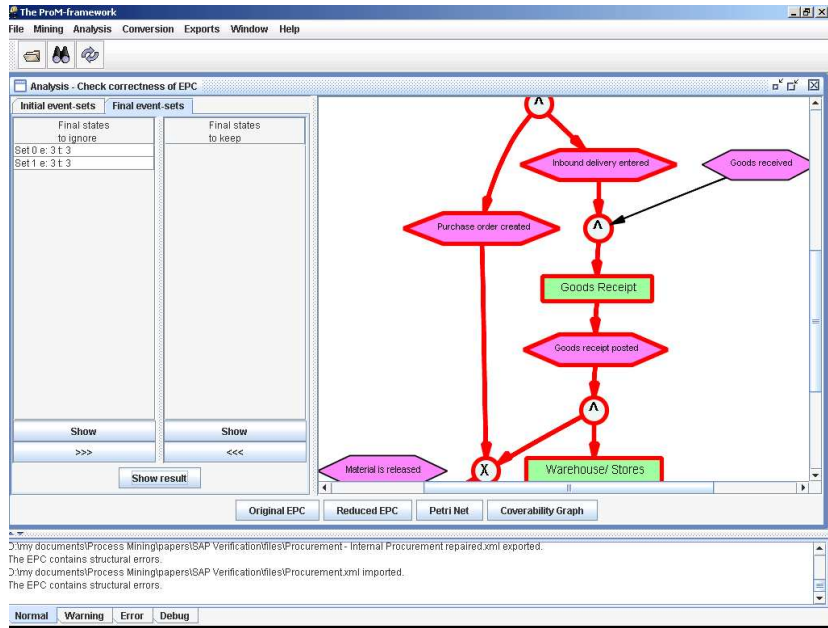 The ProM-framework
File Mining Analysis Conversion Exports Window Help
Analysis - Check correctness of EPC
Initial event-sets Final event-sets
Final states
to ignore
Final states
to keep
Set 0 e: 3 t: 3
Set 1 e: 3 t: 3
Show
Show
>>>
<<<
Show result
Λ
Inbound delivery entered
Goods received
Purchase order created
Λ
Goods Receipt
Goods receipt posted
Λ
Material is released
X
Warehouse/ Stores
Original EPC Reduced EPC Petri Net Coverability Graph
D:\my documents\Process Mining\papers\SAP Verification\files\Procurement - Internal Procurement repaired.xml exported.
The EPC contains structural errors.
D:\my documents\Process Mining\papers\SAP Verification\files\Procurement.xml imported.
The EPC contains structural errors.
Normal Warning Error Debug